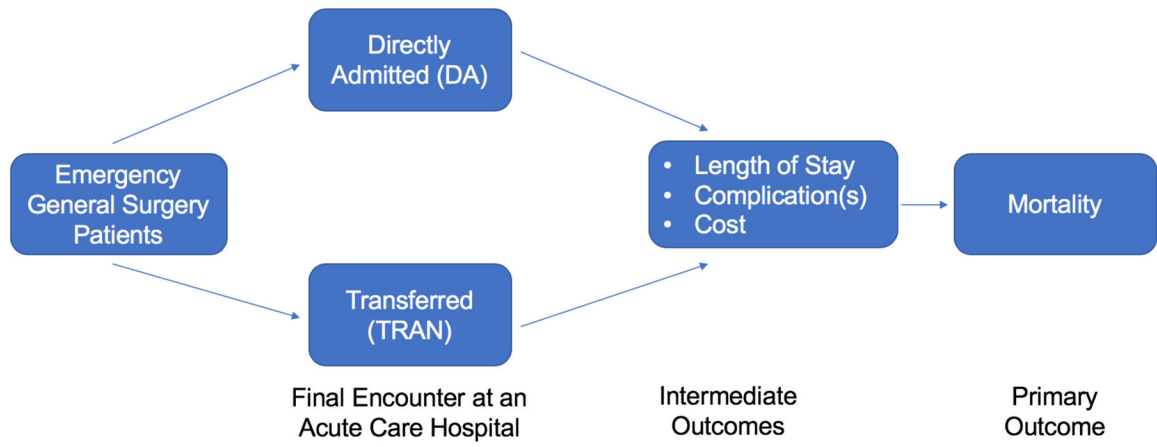 Directly
Admitted (DA)
Emergency
General Surgery
Patients
• Length of Stay
• Complication(s)
• Cost
Mortality
Transferred
(TRAN)
Final Encounter at an
Acute Care Hospital
Intermediate
Outcomes
Primary
Outcome